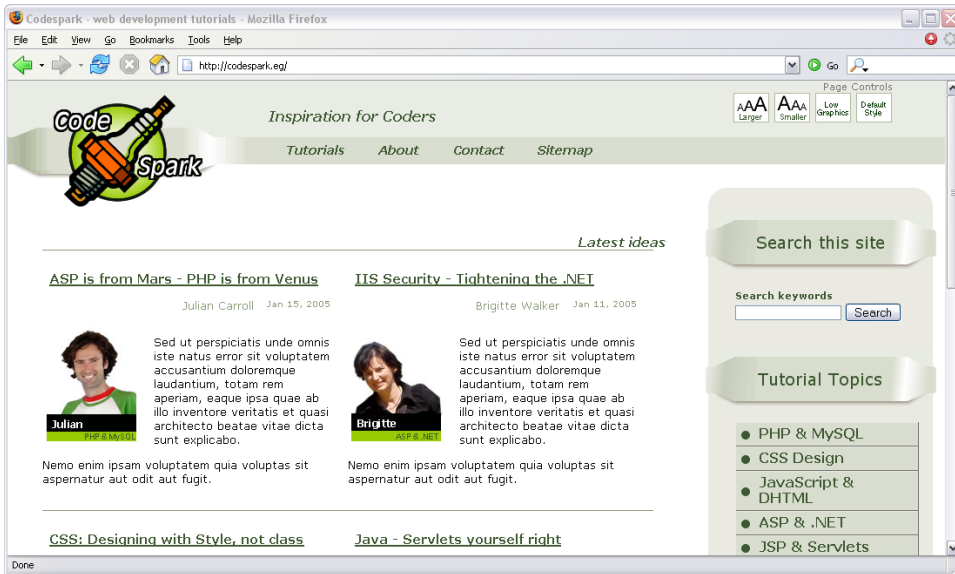 Codespark - web development tutorials - Mozilla Firefox
File Edit View Go Bookmarks Tools Help
http://codespark.eg/
Go
Page Controls
AAA
Larger
AAA
Smaller
Low
Graphics
Default
Style
Code
Spark
Inspiration for Coders
Tutorials About Contact Sitemap
Latest ideas
ASP is from Mars - PHP is from Venus
Julian Carroll Jan 15, 2005
Julian
PHP & MySQL
Sed ut perspiciatis unde omnis
iste natus error sit voluptatem
accusantium doloremque
laudantium, totam rem
aperiam, eaque ipsa quae ab
illo inventore veritatis et quasi
architecto beatae vitae dicta
sunt explicabo.
Nemo enim ipsam voluptatem quia voluptas sit
aspernatur aut odit aut fugit.
IIS Security - Tightening the .NET
Brigitte Walker Jan 11, 2005
Brigitte
ASP & .NET
Sed ut perspiciatis unde omnis
iste natus error sit voluptatem
accusantium doloremque
laudantium, totam rem
aperiam, eaque ipsa quae ab
illo inventore veritatis et quasi
architecto beatae vitae dicta
sunt explicabo.
Nemo enim ipsam voluptatem quia voluptas sit
aspernatur aut odit aut fugit.
CSS: Designing with Style, not class
Java - Servlets yourself right
Search this site
Search keywords
Search
Tutorial Topics
PHP & MySQL
CSS Design
JavaScript &
DHTML
ASP & .NET
JSP & Servlets
Done